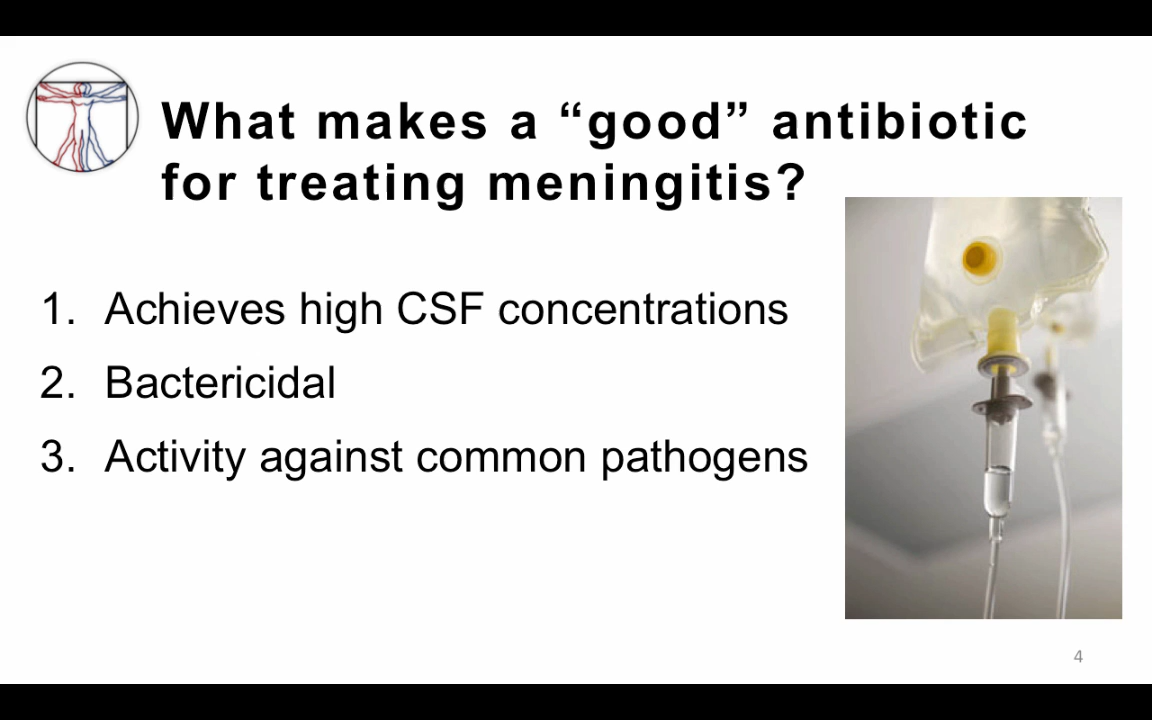 What makes a “good” antibiotic
for treating meningitis?
1. Achieves high CSF concentrations
2. Bactericidal
3. Activity against common pathogens
4